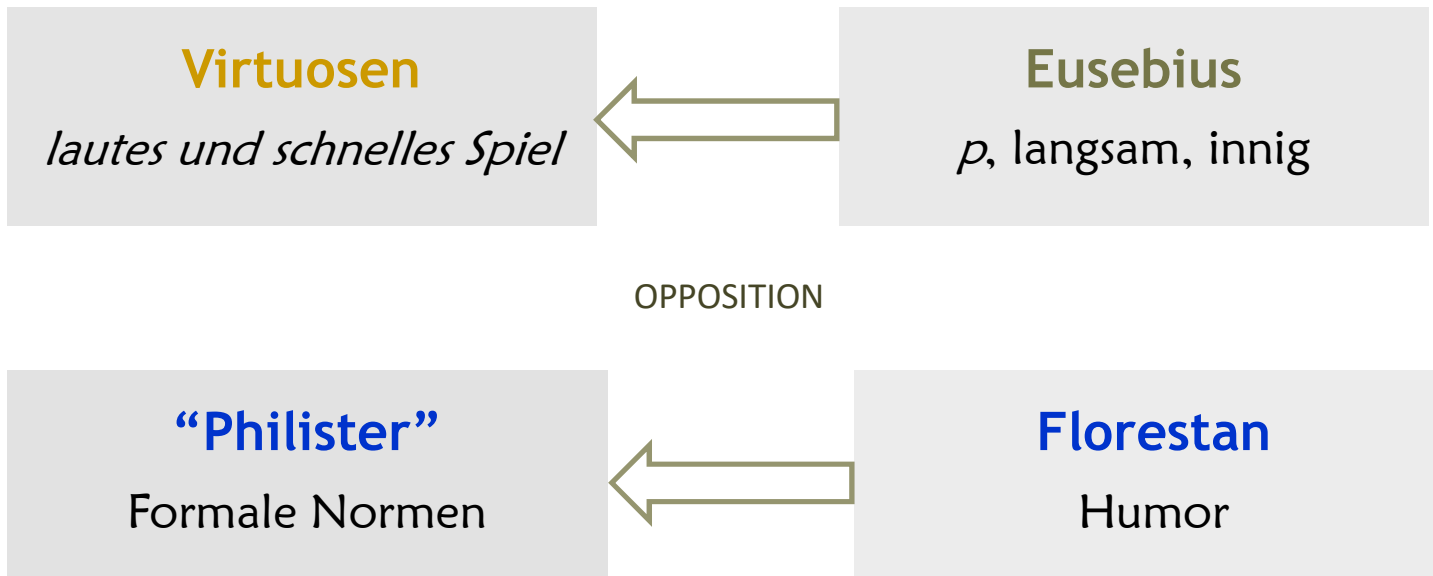 Virtuosen
lautes und schnelles Spiel
Eusebius
p, langsam, innig
OPPOSITION
“Philister”
Formale Normen
Florestan
Humor